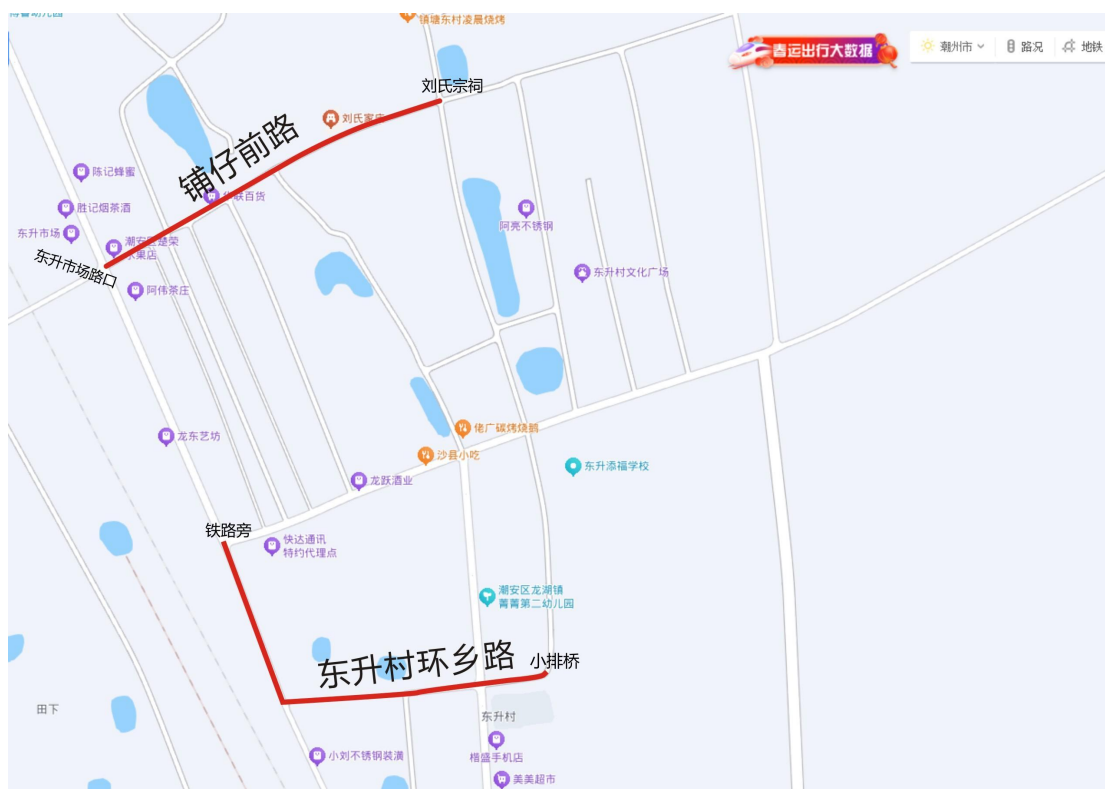 镇塘东村凌晨烧烤
春运出行大数据
潮州市
路况
地铁
刘氏宗祠
刘氏家庄
铺仔前路
陈记蜂蜜
华联百货
胜记烟茶酒
阿亮不锈钢
东升市场
潮安区楚荣
水果店
东升市场路口
阿伟茶庄
东升村文化广场
佬广碳烤烧鹅
龙东艺坊
沙县小吃
东升添福学校
龙跃酒业
铁路旁
快达通讯
特约代理点
潮安区龙湖镇
菁菁第二幼儿园
东升村环乡路
小排桥
田下
东升村
小刘不锈钢装潢
楷盛手机店
美美超市